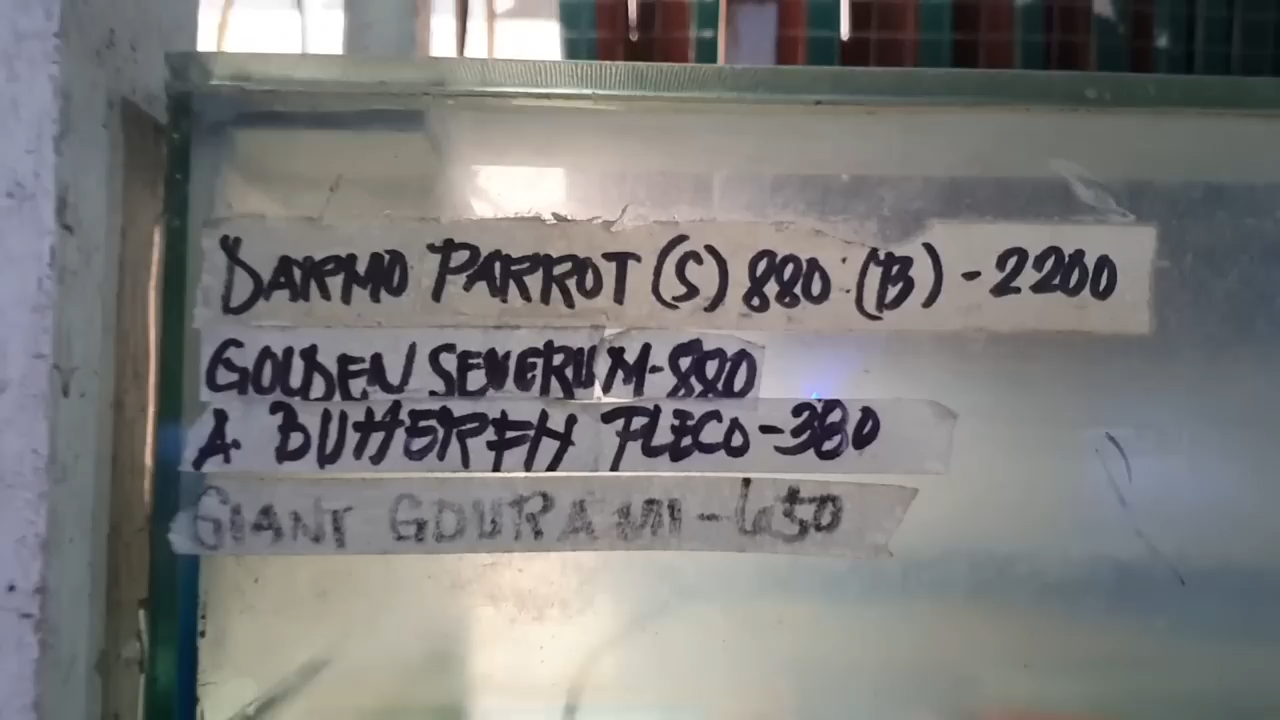 DARMO PARROT (S) 880 (B) - 2200
GOLDEN SEVERUM - 880
A. BUTTERFH PLECO - 380
GIANT GOURAMI - 650